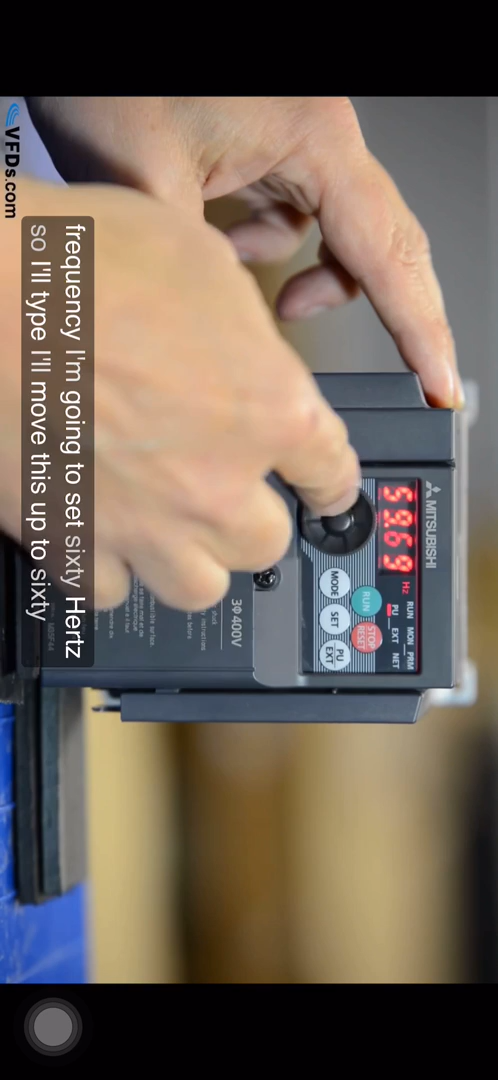 VFDs.com
frequency I'm going to set sixty Hertz
so I'll type I'll move this up to sixty
MITSUBISHI
59.69
Hz
RUN MON PRM
PU EXT NET
RUN
STOP
RESET
MODE
SET
PU
EXT
3Φ400V